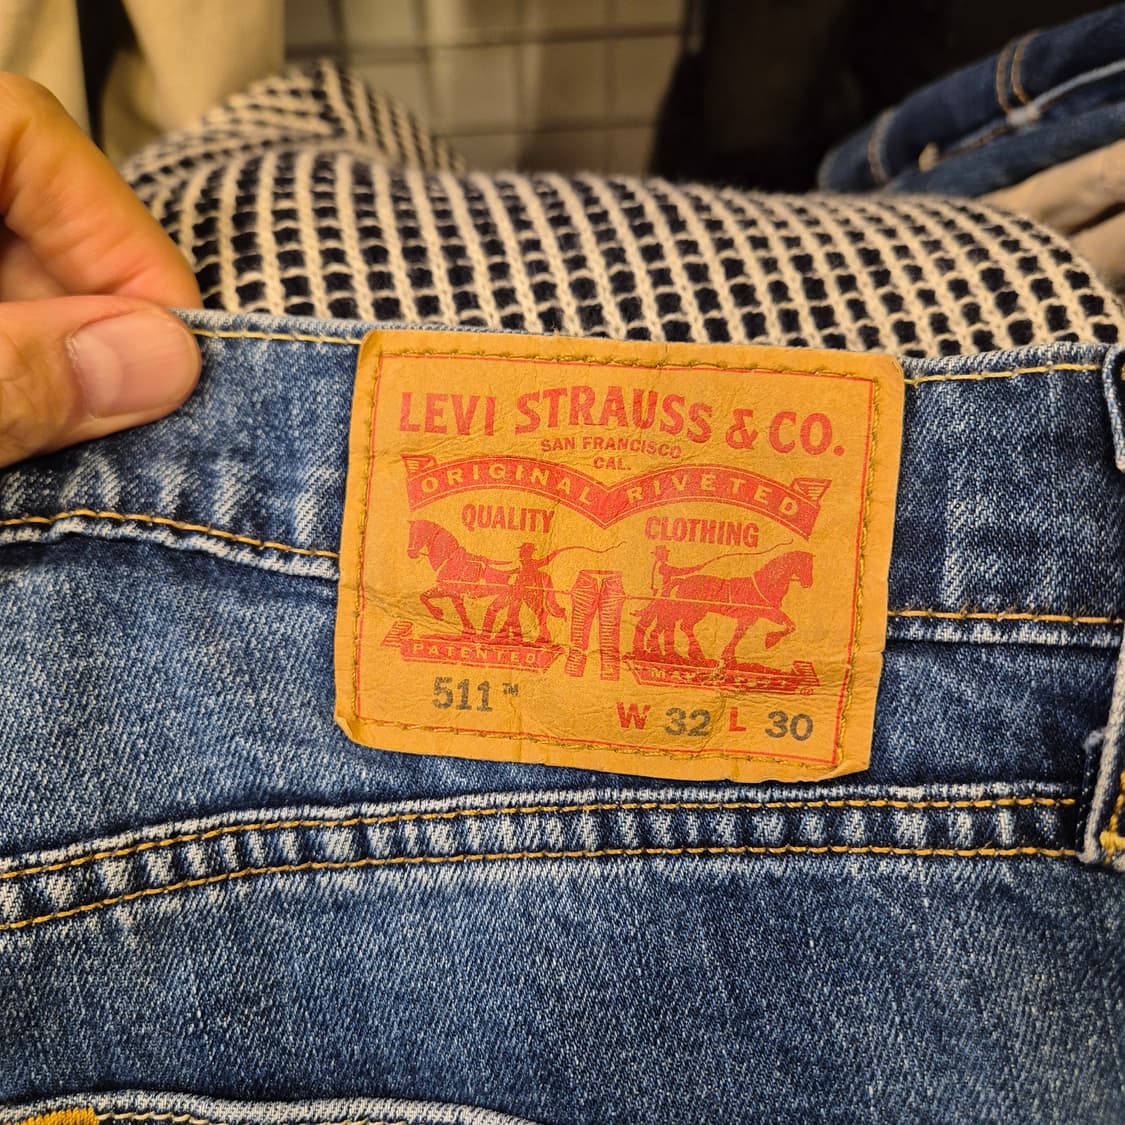 LEVI STRAUSS & CO.
SAN FRANCISCO
CAL.
ORIGINAL RIVETED
QUALITY CLOTHING
PATENTED
511™
W 32 L 30